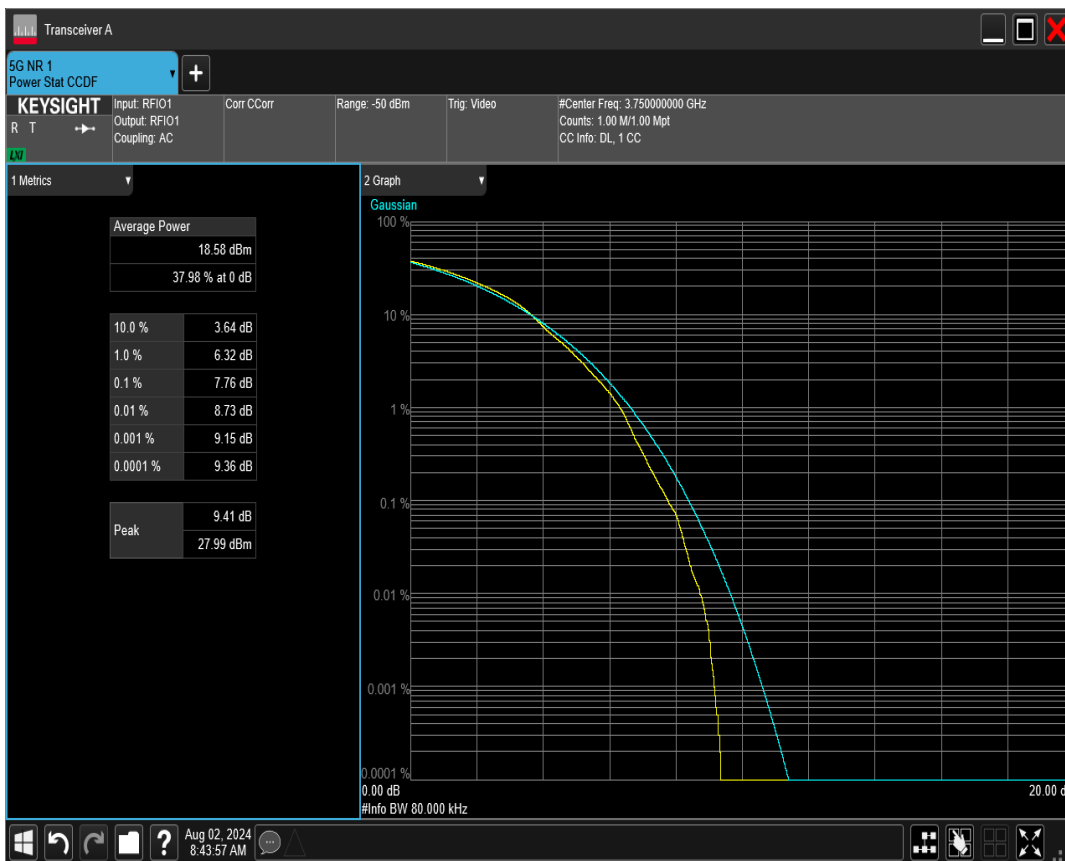 Transceiver A
5G NR 1
Power Stat CCDF
KEYSIGHT
R T
LXI
Input: RFIO1
Output: RFIO1
Coupling: AC
Corr CCorr
Range: -50 dBm
Trig: Video
#Center Freq: 3.750000000 GHz
Counts: 1.00 M/1.00 Mpt
CC Info: DL, 1 CC
1 Metrics
Average Power
18.58 dBm
37.98 % at 0 dB
10.0 % 3.64 dB
1.0 % 6.32 dB
0.1 % 7.76 dB
0.01 % 8.73 dB
0.001 % 9.15 dB
0.0001 % 9.36 dB
Peak
9.41 dB
27.99 dBm
2 Graph
Gaussian
100 %
10 %
1 %
0.1 %
0.01 %
0.001 %
0.0001 %
0.00 dB
20.00 d
#Info BW 80.000 kHz
?
Aug 02, 2024
8:43:57 AM